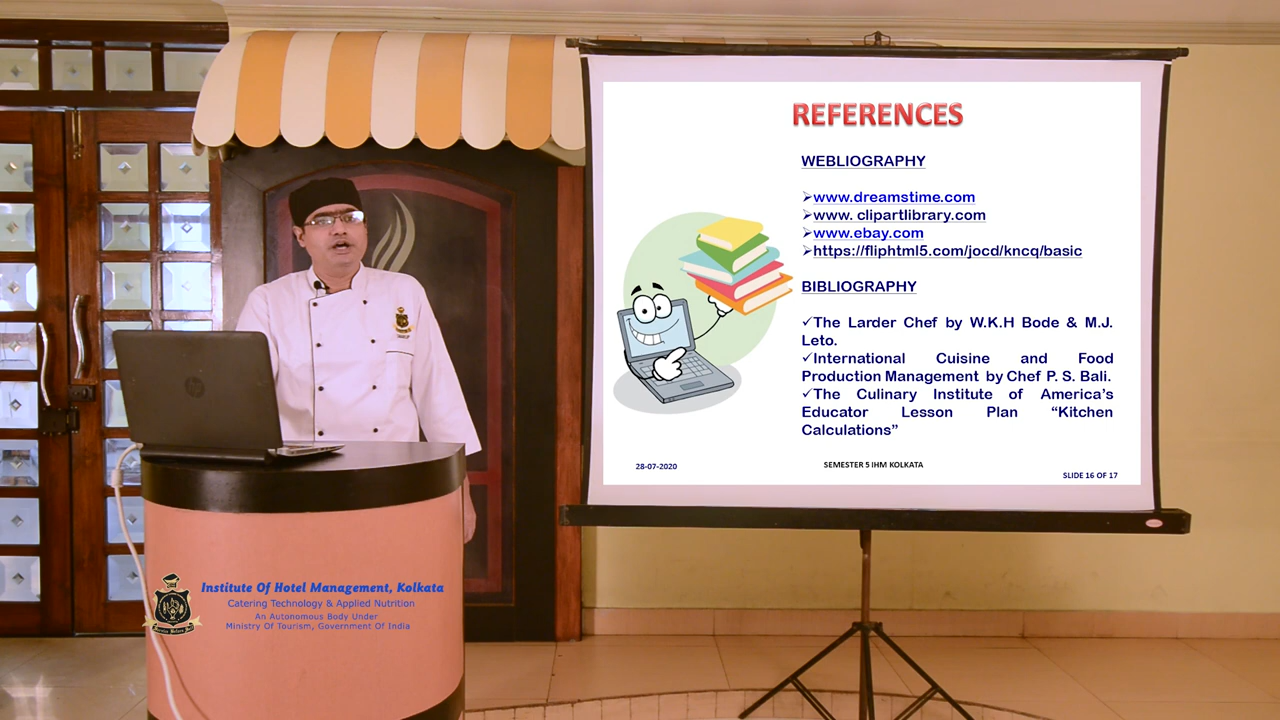 REFERENCES
WEBLIOGRAPHY
➢www.dreamstime.com
➢www. clipartlibrary.com
➢www.ebay.com
➢https://fliphtml5.com/jocd/kncq/basic
BIBLIOGRAPHY
✓The Larder Chef by W.K.H Bode & M.J.
Leto.
✓International Cuisine and Food
Production Management by Chef P. S. Bali.
✓The Culinary Institute of America's
Educator Lesson Plan “Kitchen
Calculations”
28-07-2020
SEMESTER 5 IHM KOLKATA
SLIDE 16 OF 17
hp
Institute Of Hotel Management, Kolkata
Catering Technology & Applied Nutrition
An Autonomous Body Under
Ministry Of Tourism, Government Of India